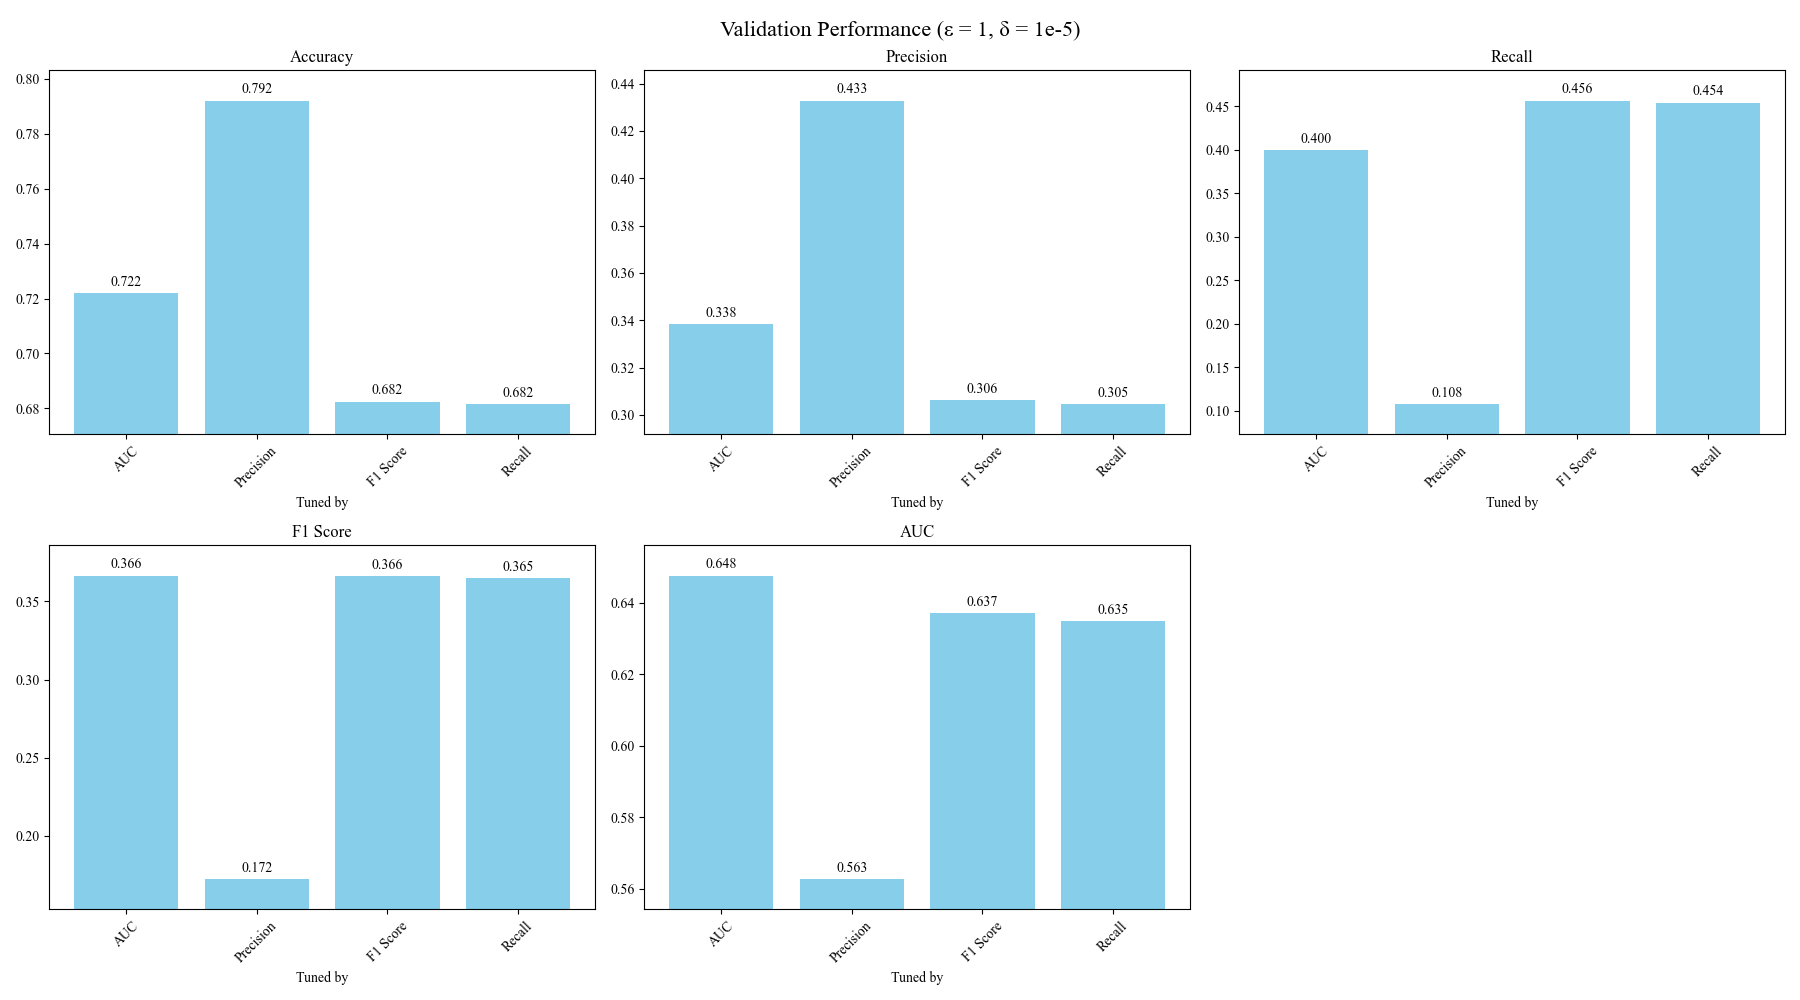 Validation Performance (ε = 1, δ = 1e-5)
Accuracy
0.80
0.78
0.76
0.74
0.72
0.70
0.68
0.722
0.792
0.682
0.682
AUC
Precision
F1 Score
Recall
Tuned by
Precision
0.44
0.42
0.40
0.38
0.36
0.34
0.32
0.30
0.338
0.433
0.306
0.305
AUC
Precision
F1 Score
Recall
Tuned by
Recall
0.45
0.40
0.35
0.30
0.25
0.20
0.15
0.10
0.400
0.108
0.456
0.454
AUC
Precision
F1 Score
Recall
Tuned by
F1 Score
0.35
0.30
0.25
0.20
0.366
0.172
0.366
0.365
AUC
Precision
F1 Score
Recall
Tuned by
AUC
0.64
0.62
0.60
0.58
0.56
0.648
0.563
0.637
0.635
AUC
Precision
F1 Score
Recall
Tuned by